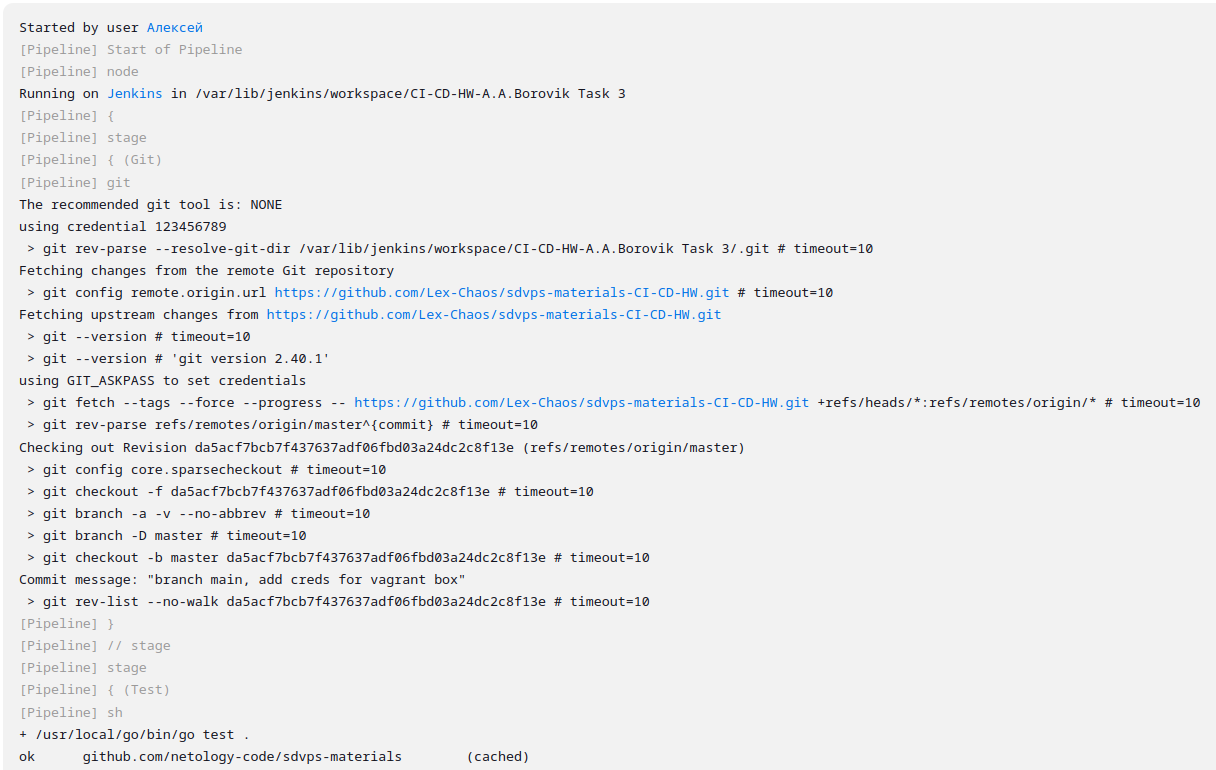 Started by user Алексей
[Pipeline] Start of Pipeline
[Pipeline] node
Running on Jenkins in /var/lib/jenkins/workspace/CI-CD-HW-A.A.Borovik Task 3
[Pipeline] {
[Pipeline] stage
[Pipeline] { (Git)
[Pipeline] git
The recommended git tool is: NONE
using credential 123456789
 > git rev-parse --resolve-git-dir /var/lib/jenkins/workspace/CI-CD-HW-A.A.Borovik Task 3/.git # timeout=10
Fetching changes from the remote Git repository
 > git config remote.origin.url https://github.com/Lex-Chaos/sdvps-materials-CI-CD-HW.git # timeout=10
Fetching upstream changes from https://github.com/Lex-Chaos/sdvps-materials-CI-CD-HW.git
 > git --version # timeout=10
 > git --version # 'git version 2.40.1'
using GIT_ASKPASS to set credentials
 > git fetch --tags --force --progress -- https://github.com/Lex-Chaos/sdvps-materials-CI-CD-HW.git +refs/heads/*:refs/remotes/origin/* # timeout=10
 > git rev-parse refs/remotes/origin/master^{commit} # timeout=10
Checking out Revision da5acf7bcb7f437637adf06fbd03a24dc2c8f13e (refs/remotes/origin/master)
 > git config core.sparsecheckout # timeout=10
 > git checkout -f da5acf7bcb7f437637adf06fbd03a24dc2c8f13e # timeout=10
 > git branch -a -v --no-abbrev # timeout=10
 > git branch -D master # timeout=10
 > git checkout -b master da5acf7bcb7f437637adf06fbd03a24dc2c8f13e # timeout=10
Commit message: "branch main, add creds for vagrant box"
 > git rev-list --no-walk da5acf7bcb7f437637adf06fbd03a24dc2c8f13e # timeout=10
[Pipeline] }
[Pipeline] // stage
[Pipeline] stage
[Pipeline] { (Test)
[Pipeline] sh
+ /usr/local/go/bin/go test .
ok      github.com/netology-code/sdvps-materials        (cached)